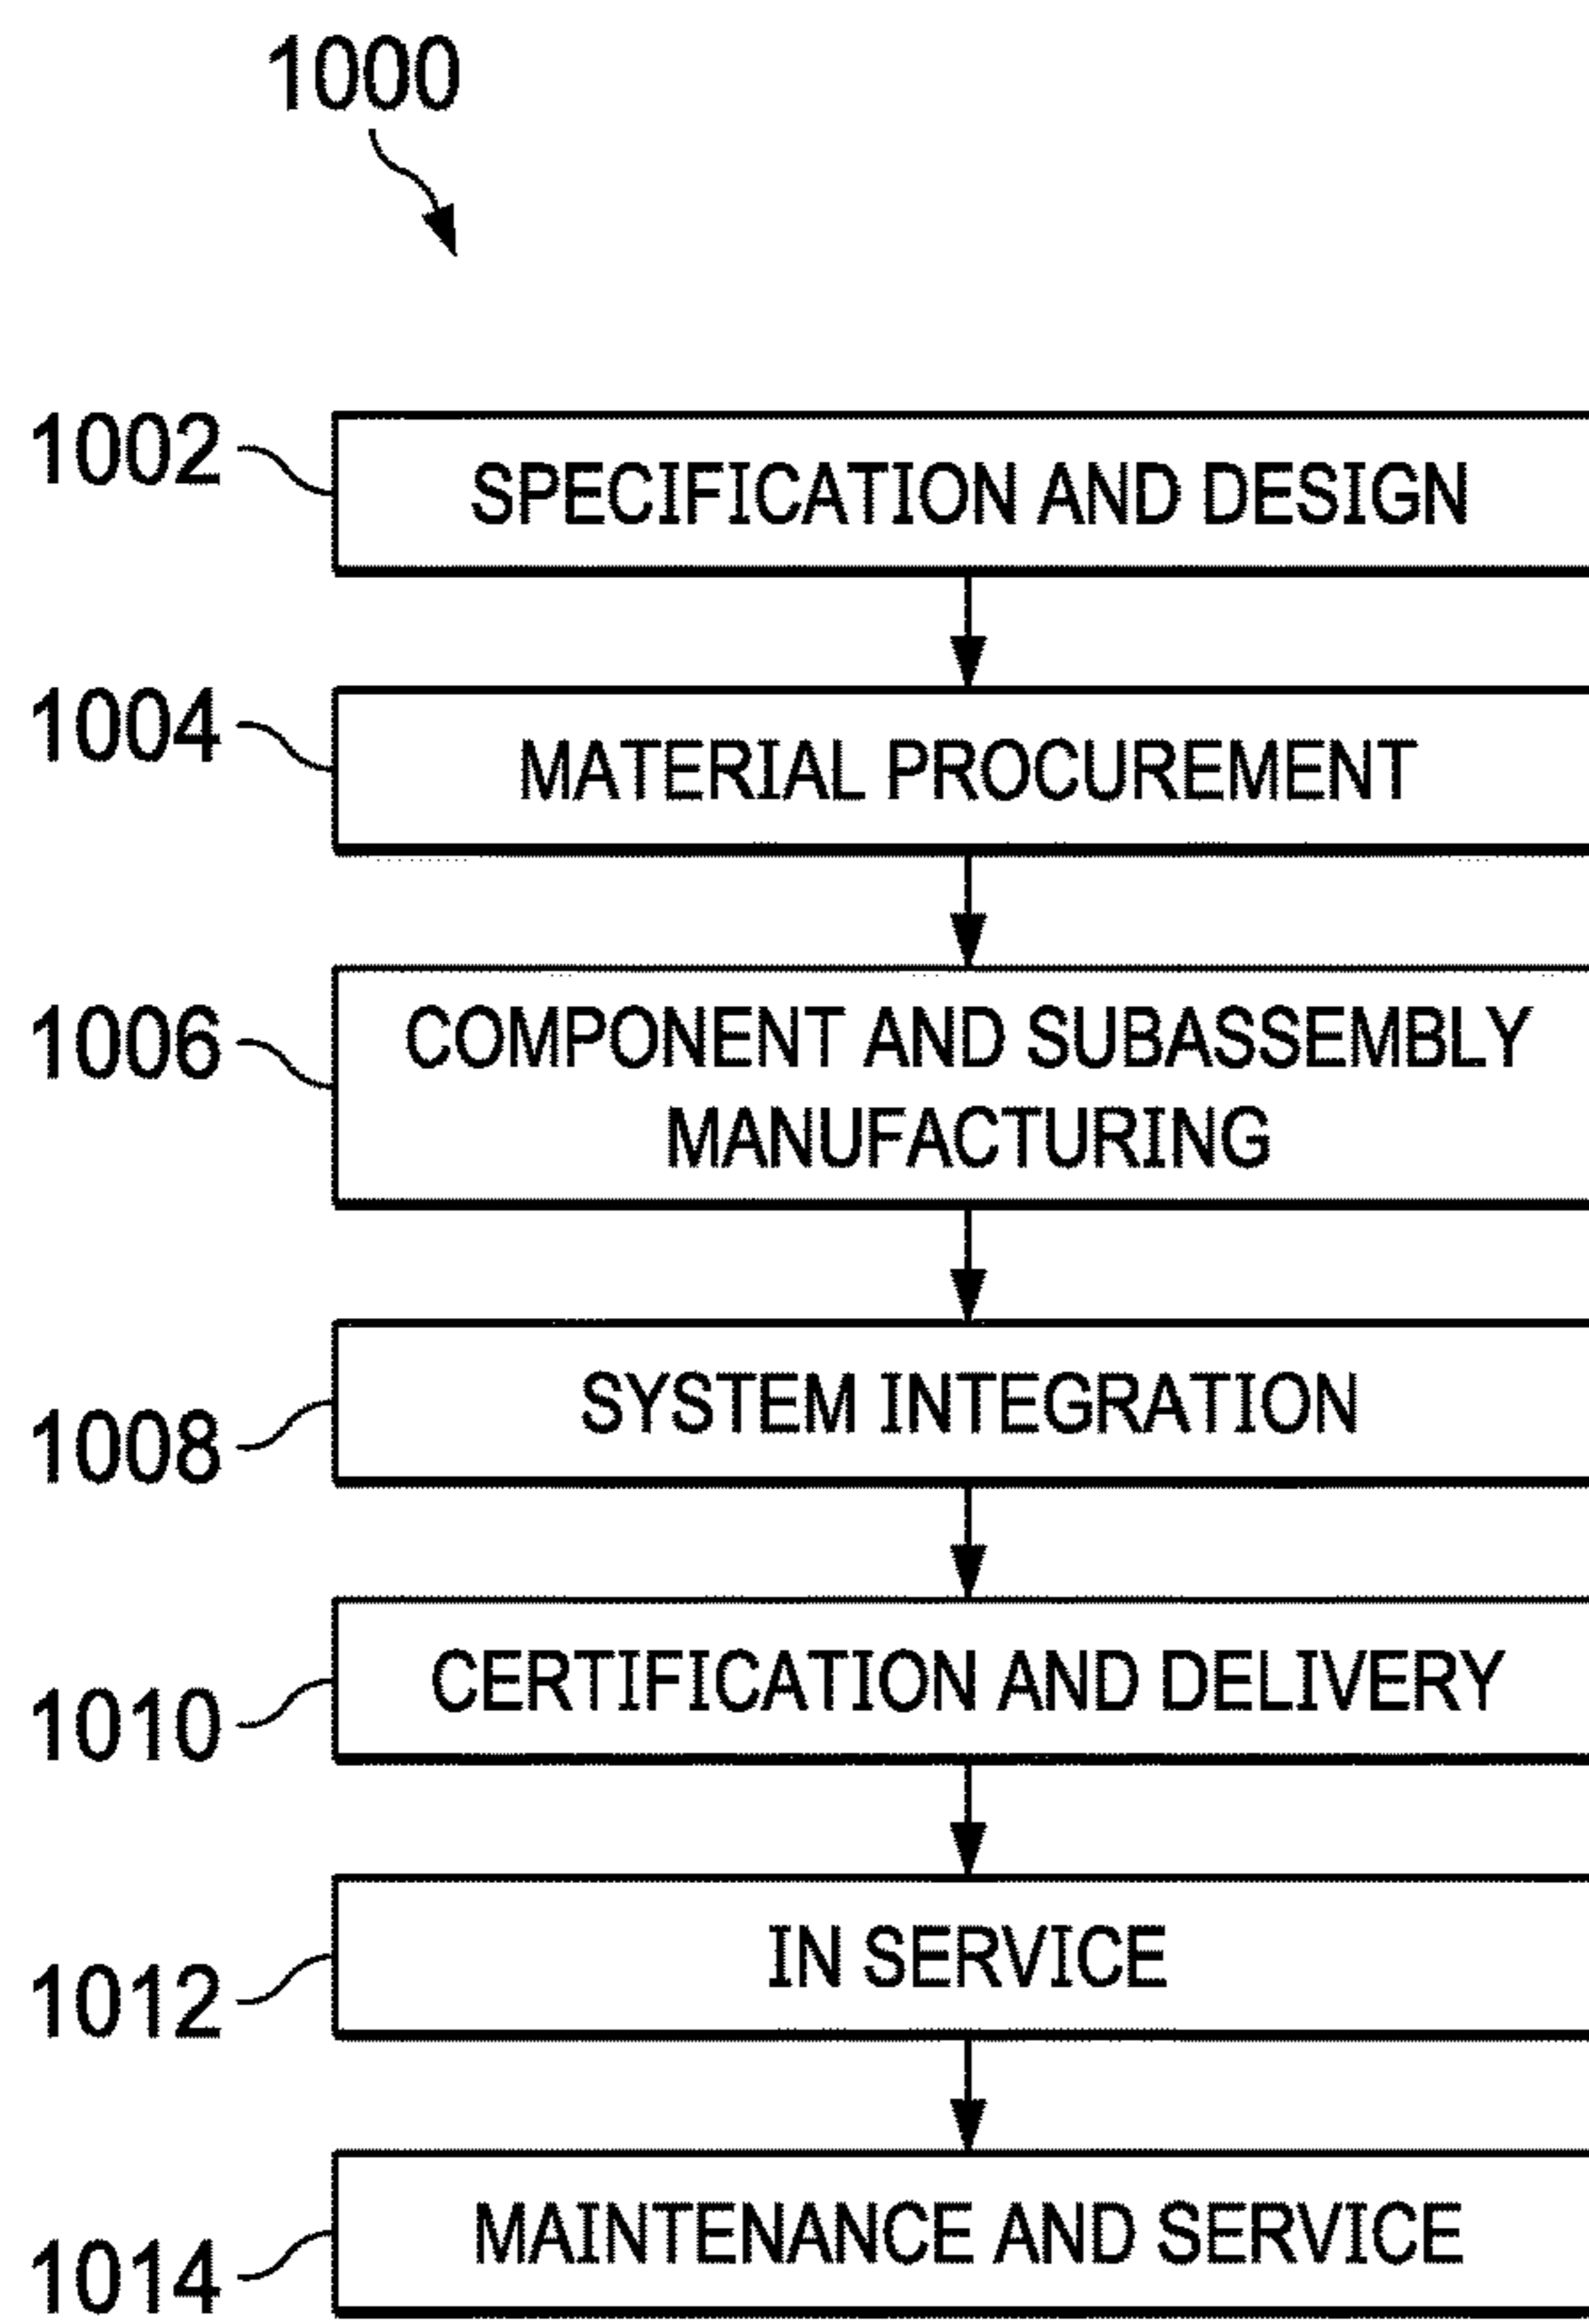 1000
1002 SPECIFICATION AND DESIGN
1004 MATERIAL PROCUREMENT
1006 COMPONENT AND SUBASSEMBLY
MANUFACTURING
1008 SYSTEM INTEGRATION
1010 CERTIFICATION AND DELIVERY
1012 IN SERVICE
1014 MAINTENANCE AND SERVICE